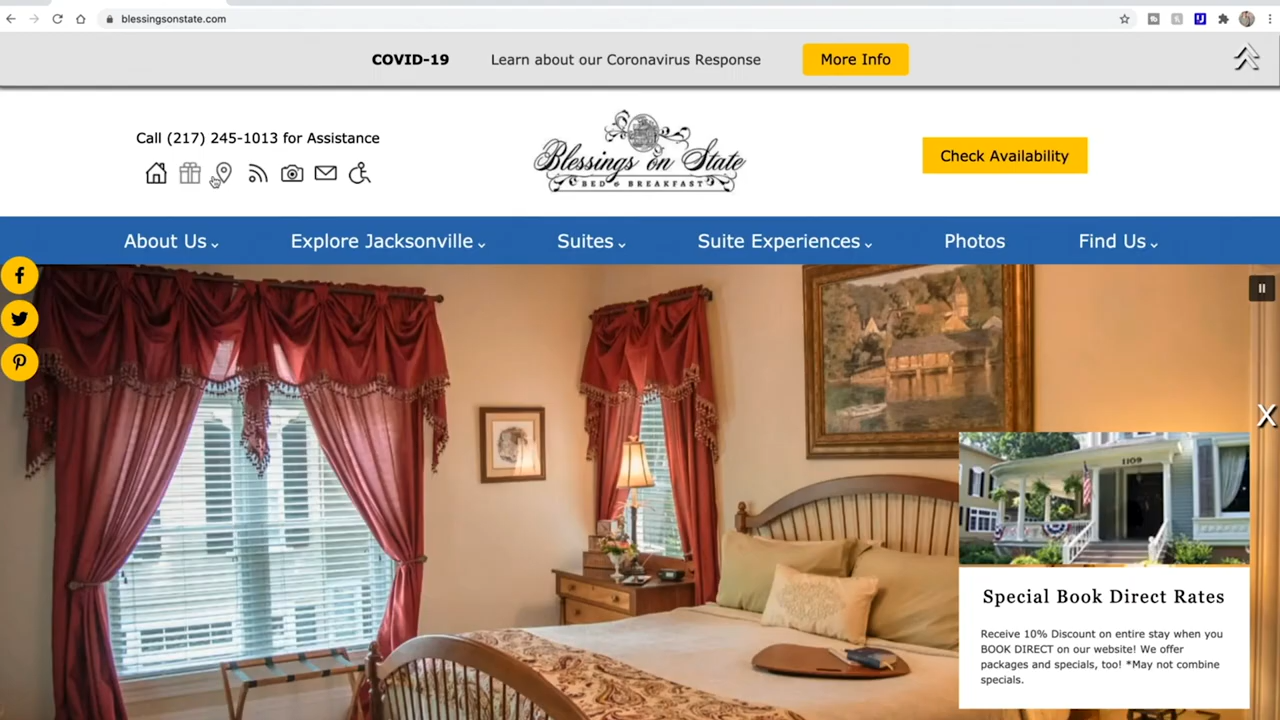 blessingsonstate.com
COVID-19 Learn about our Coronavirus Response More Info
Call (217) 245-1013 for Assistance
Blessings on State
BED & BREAKFAST
Check Availability
About Us Explore Jacksonville Suites Suite Experiences Photos Find Us
X
1109
Special Book Direct Rates
Receive 10% Discount on entire stay when you
BOOK DIRECT on our website! We offer
packages and specials, too! *May not combine
specials.